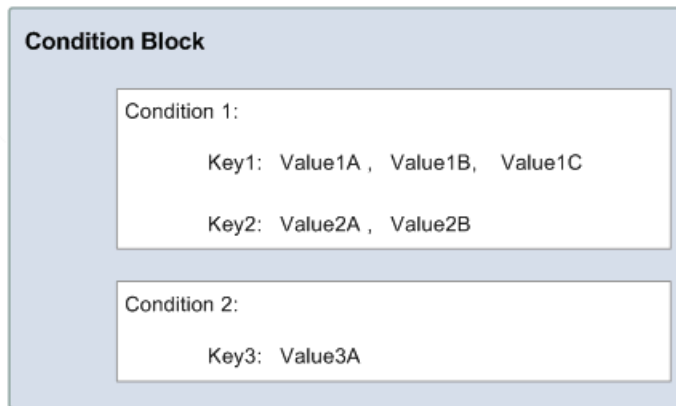 Condition Block
Condition 1:
Key1: Value1A , Value1B, Value1C
Key2: Value2A , Value2B
Condition 2:
Key3: Value3A